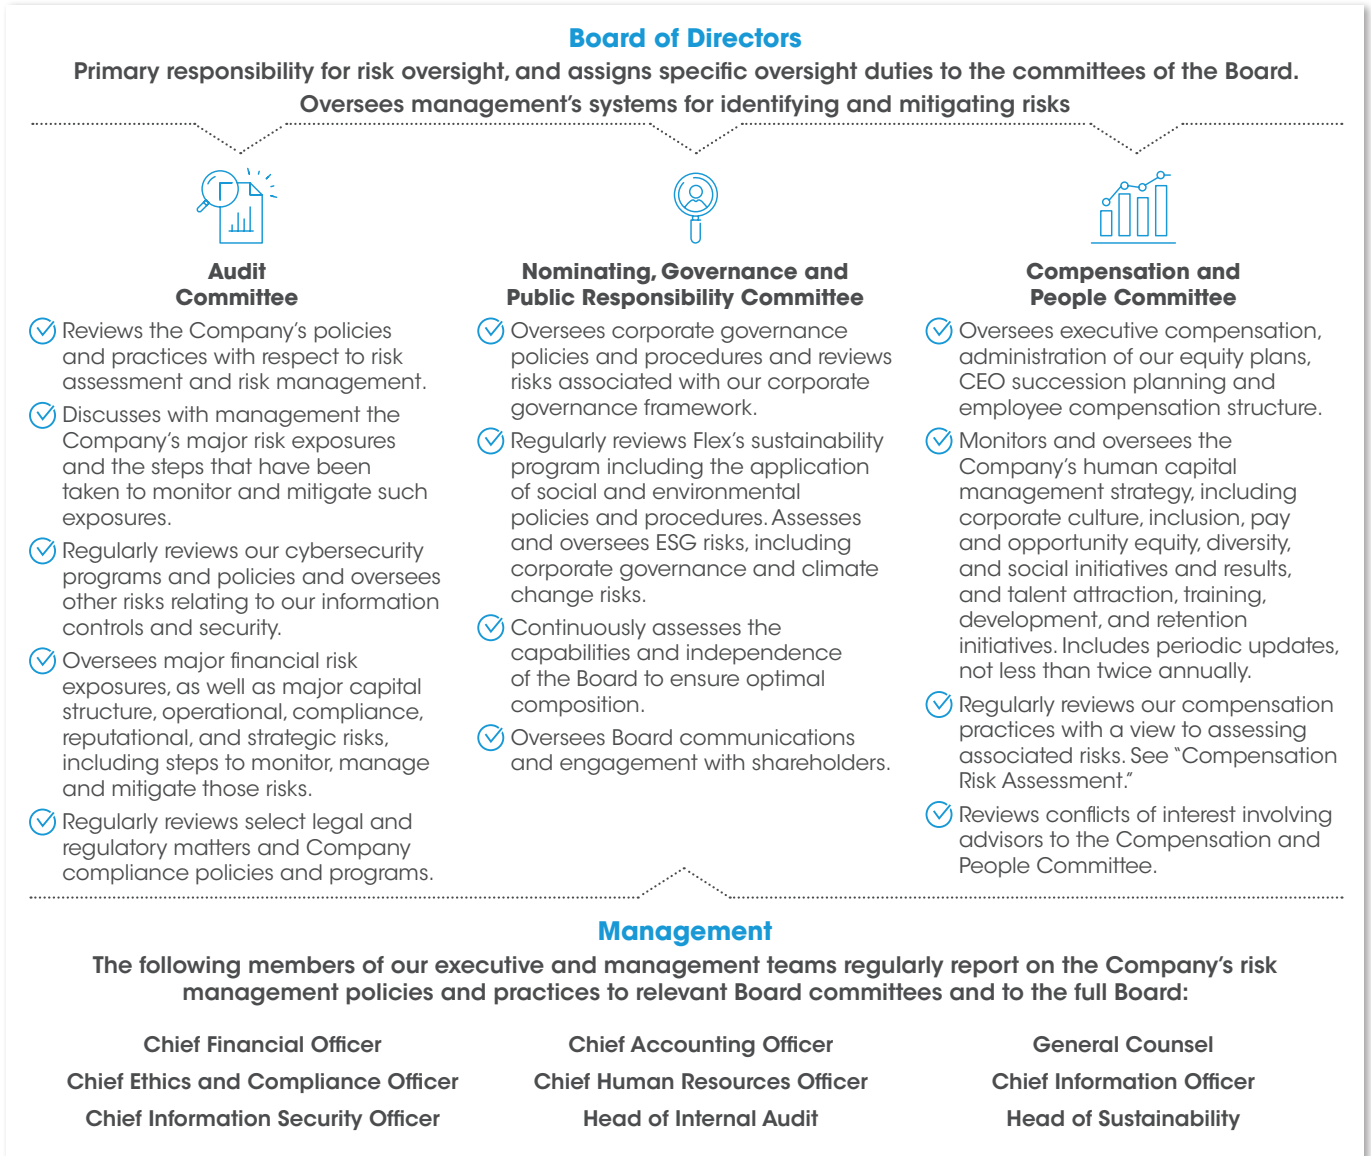 Board of Directors
Primary responsibility for risk oversight, and assigns specific oversight duties to the committees of the Board.
Oversees management’s systems for identifying and mitigating risks
Audit
Committee
Reviews the Company’s policies
and practices with respect to risk
assessment and risk management.
Discusses with management the
Company’s major risk exposures
and the steps that have been
taken to monitor and mitigate such
exposures.
Regularly reviews our cybersecurity
programs and policies and oversees
other risks relating to our information
controls and security.
Oversees major financial risk
exposures, as well as major capital
structure, operational, compliance,
reputational, and strategic risks,
including steps to monitor, manage
and mitigate those risks.
Regularly reviews select legal and
regulatory matters and Company
compliance policies and programs.
Nominating, Governance and
Public Responsibility Committee
Oversees corporate governance
policies and procedures and reviews
risks associated with our corporate
governance framework.
Regularly reviews Flex’s sustainability
program including the application
of social and environmental
policies and procedures. Assesses
and oversees ESG risks, including
corporate governance and climate
change risks.
Continuously assesses the
capabilities and independence
of the Board to ensure optimal
composition.
Oversees Board communications
and engagement with shareholders.
Compensation and
People Committee
Oversees executive compensation,
administration of our equity plans,
CEO succession planning and
employee compensation structure.
Monitors and oversees the
Company’s human capital
management strategy, including
corporate culture, inclusion, pay
and opportunity equity, diversity,
and social initiatives and results,
and talent attraction, training,
development, and retention
initiatives. Includes periodic updates,
not less than twice annually.
Regularly reviews our compensation
practices with a view to assessing
associated risks. See “Compensation
Risk Assessment.”
Reviews conflicts of interest involving
advisors to the Compensation and
People Committee.
Management
The following members of our executive and management teams regularly report on the Company’s risk
management policies and practices to relevant Board committees and to the full Board:
Chief Financial Officer
Chief Accounting Officer
General Counsel
Chief Ethics and Compliance Officer
Chief Human Resources Officer
Chief Information Officer
Chief Information Security Officer
Head of Internal Audit
Head of Sustainability